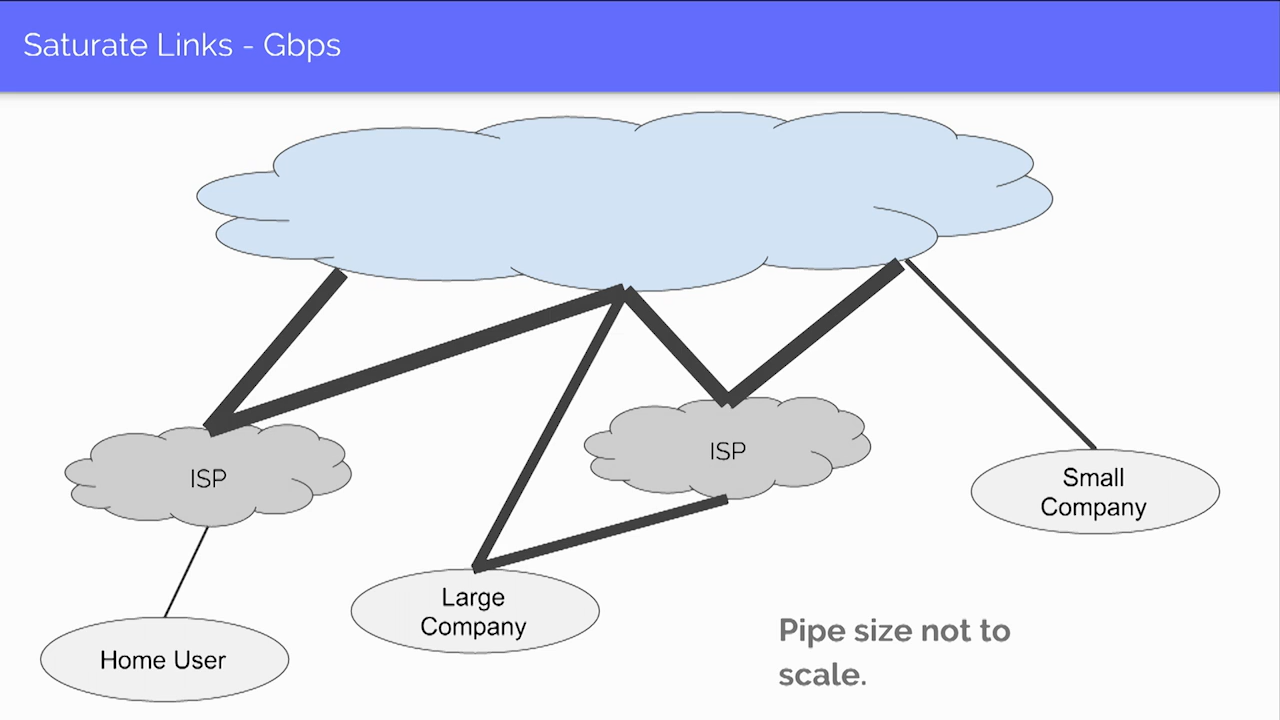 Saturate Links - Gbps
ISP
ISP
Small
Company
Large
Company
Home User
Pipe size not to
scale.